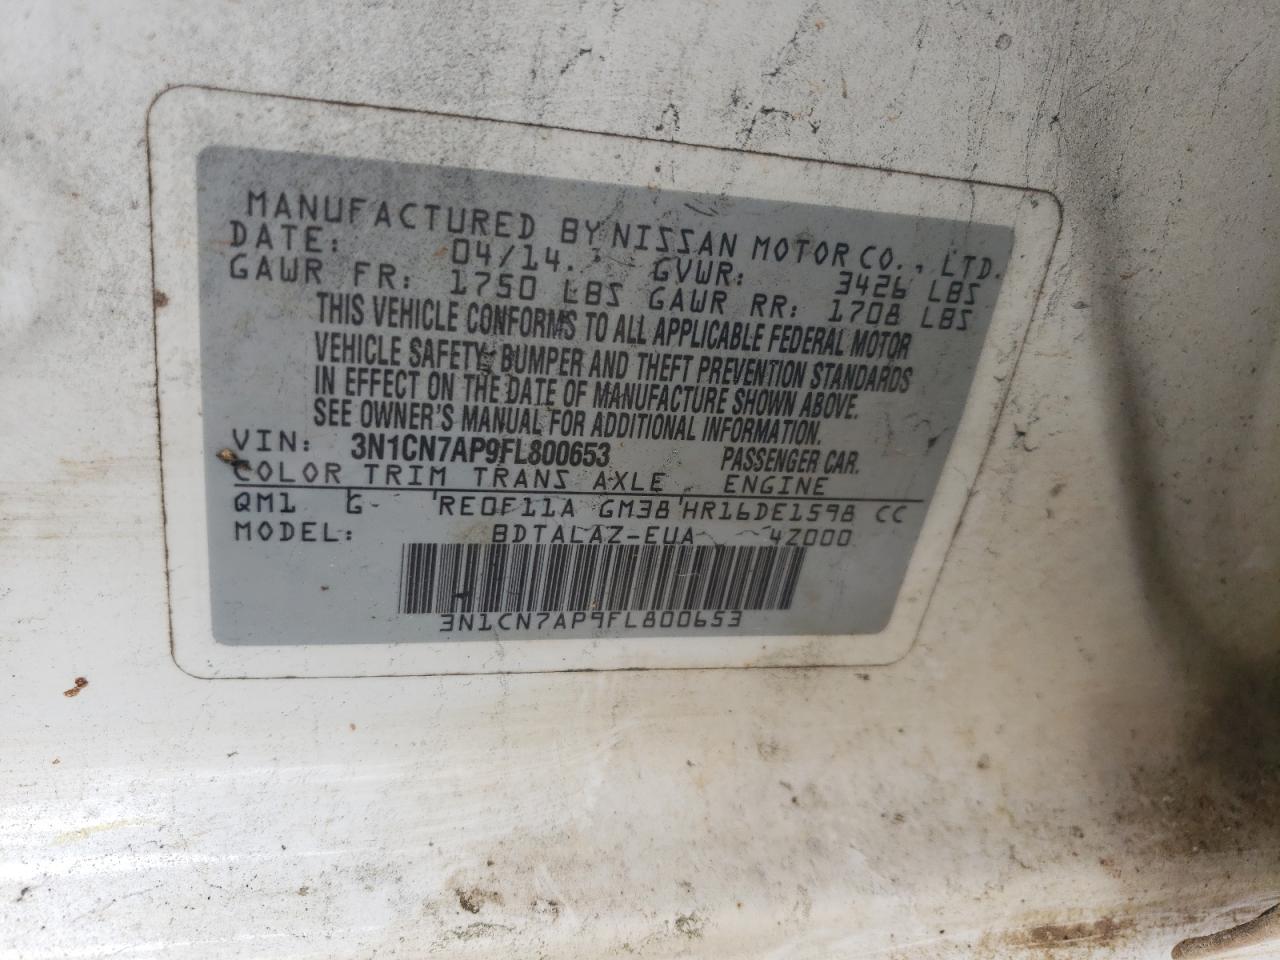 MANUFACTURED BY NISSAN MOTOR CO., LTD.
DATE: 04/14. GVWR: 3426 LBS
GAWR FR: 1750 LBS GAWR RR: 1708 LBS
THIS VEHICLE CONFORMS TO ALL APPLICABLE FEDERAL MOTOR
VEHICLE SAFETY, BUMPER AND THEFT PREVENTION STANDARDS
IN EFFECT ON THE DATE OF MANUFACTURE SHOWN ABOVE.
SEE OWNER'S MANUAL FOR ADDITIONAL INFORMATION.
VIN: 3N1CN7AP9FL800653 PASSENGER CAR.
COLOR TRIM TRANS AXLE ENGINE
QM1 G RE0F11A GM38 HR16DE1598 CC
MODEL: BDTALAZ-EUA 4Z000
3N1CN7AP9FL800653